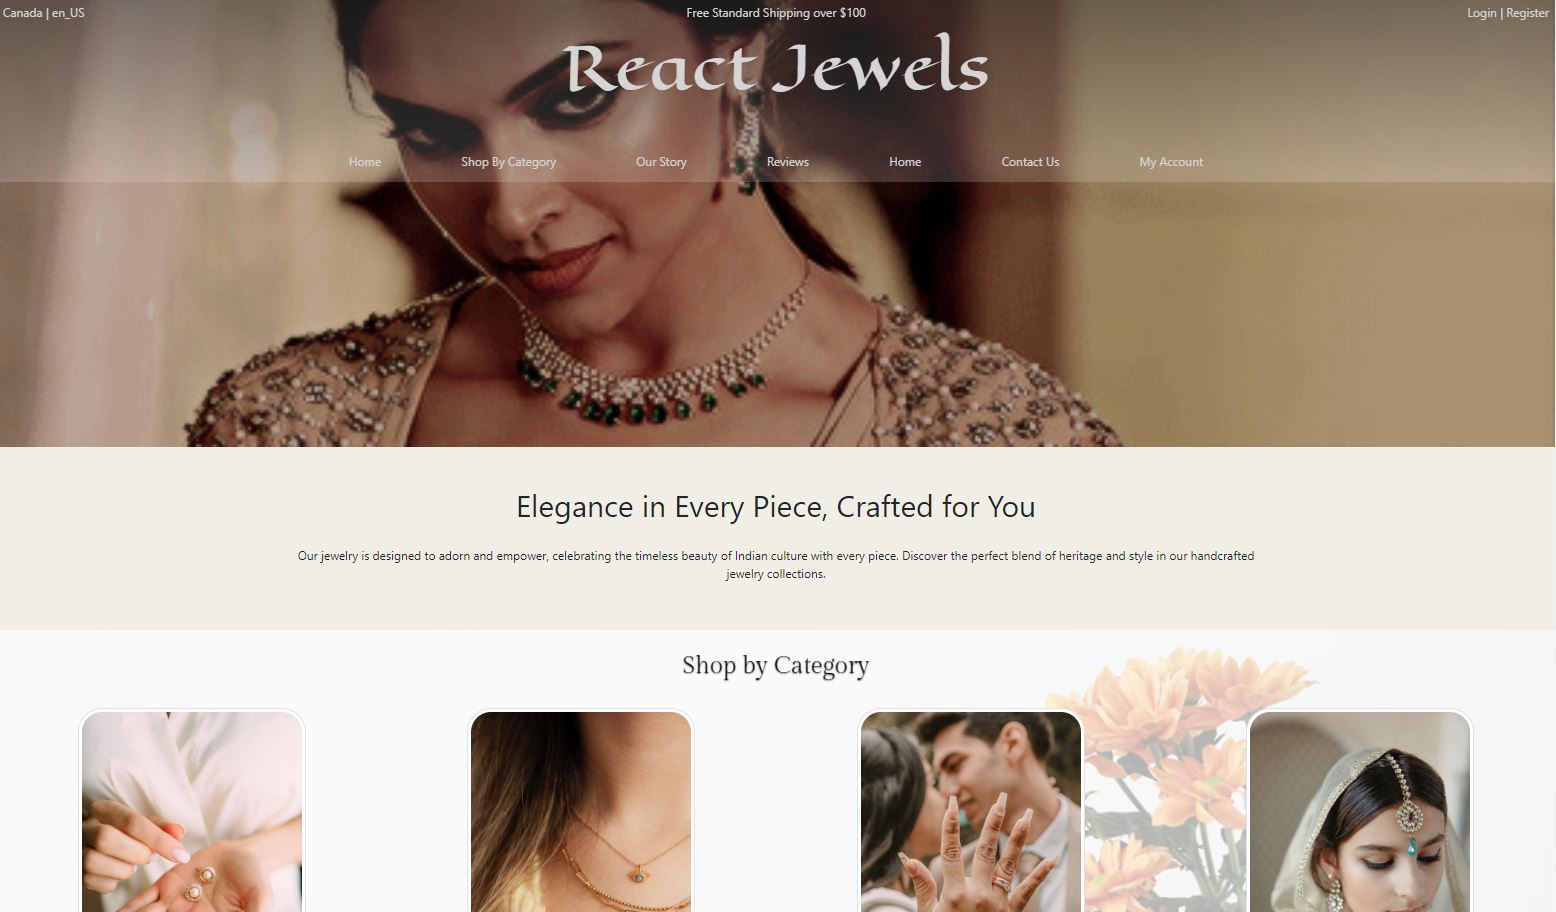 Canada | en_US
Free Standard Shipping over $100
Login | Register
React Jewels
Home
Shop By Category
Our Story
Reviews
Home
Contact Us
My Account
Elegance in Every Piece, Crafted for You
Our jewelry is designed to adorn and empower, celebrating the timeless beauty of Indian culture with every piece. Discover the perfect blend of heritage and style in our handcrafted
jewelry collections.
Shop by Category